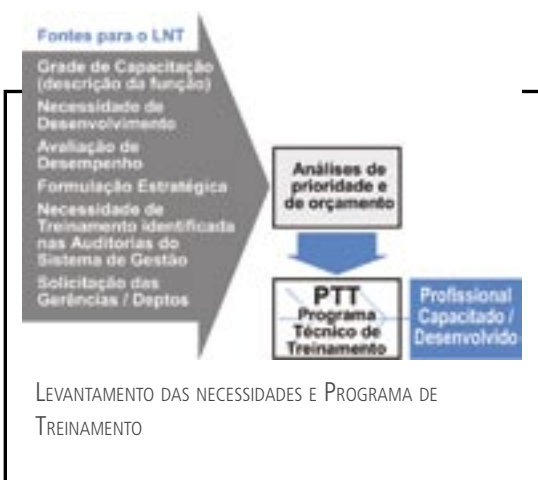 Fontes para o LNT
Grade de Capacitação
(descrição da função)
Necessidade de
Desenvolvimento
Avaliação de
Desempenho
Formulação Estratégica
Necessidade de
Treinamento identificada
nas Auditorias do
Sistema de Gestão
Solicitação das
Gerências / Deptos
Análises de
prioridade e
de orçamento
PTT
Programa
Técnico de
Treinamento
Profissional
Capacitado /
Desenvolvido
Levantamento das necessidades e Programa de
Treinamento